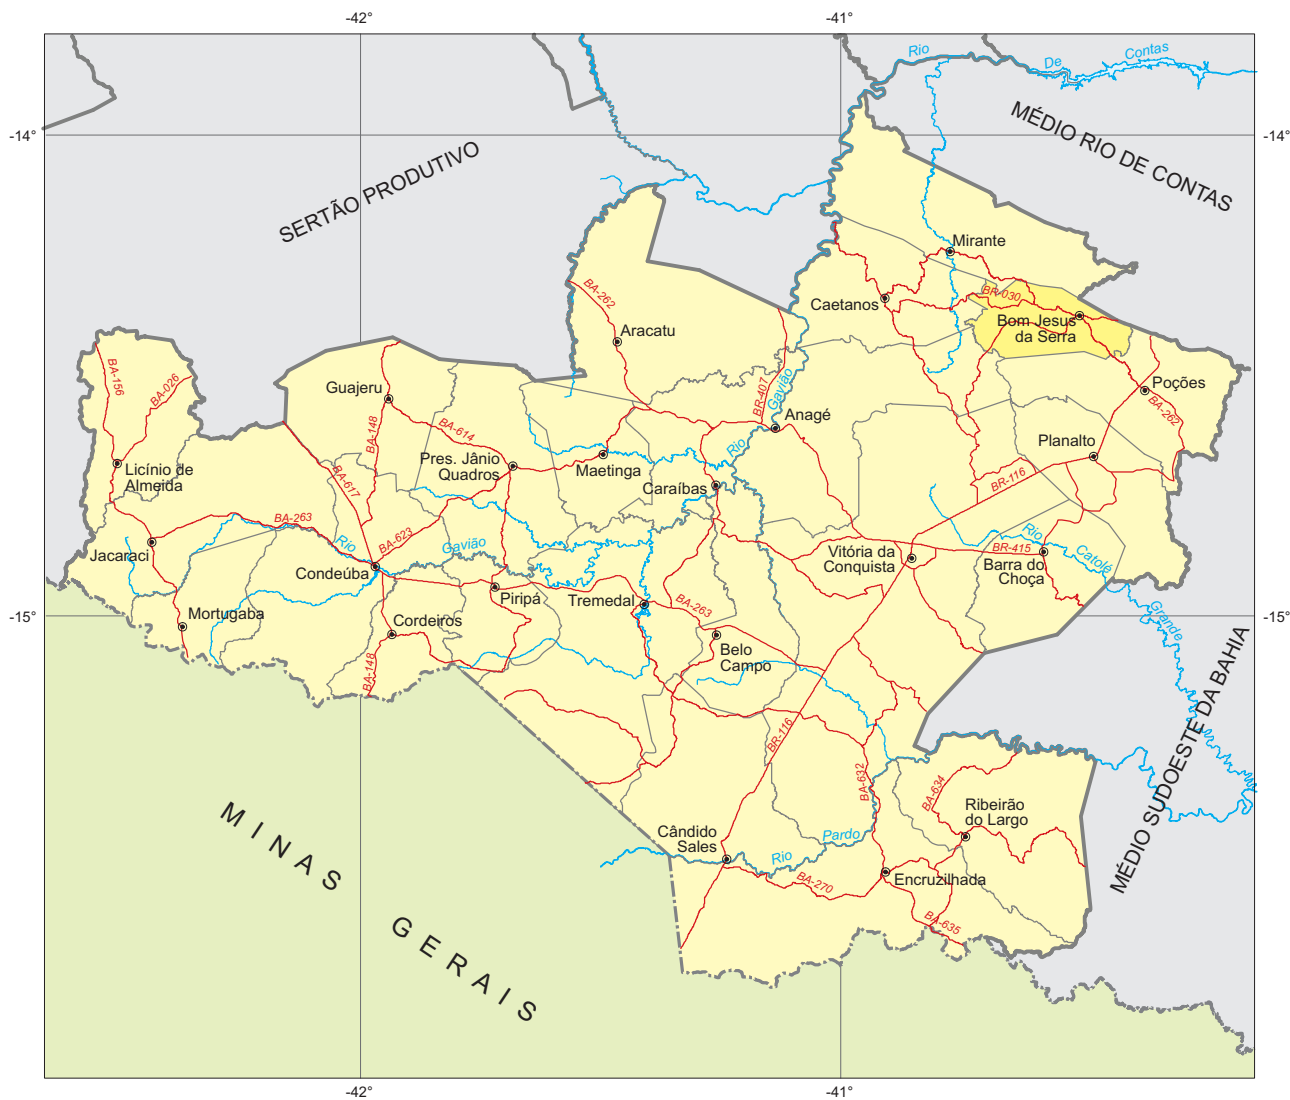 -42°
-41°
Rio
De
Contas
-14°
-14°
MÉDIO RIO DE CONTAS
SERTÃO PRODUTIVO
Mirante
BA-262
BR-030
Caetanos
Bom Jesus
da Serra
Aracatu
BA-156
BA-026
Guajeru
BR-407
Gavião
Poções
BA-262
BA-148
BA-614
Anagé
Rio
Planalto
Licínio de
Almeida
Pres. Jânio
Quadros
Maetinga
Caraíbas
BA-617
BR-116
BA-263
Rio
BA-623
Gavião
Jacaraci
Condeúba
Vitória da
Conquista
BR-415
Rio
Catolé
Barra do
Choça
Piripá
Tremedal
BA-263
Grande
-15°
-15°
Mortugaba
Cordeiros
Belo
Campo
BA-148
BR-116
BA-632
BA-634
MÉDIO SUDOESTE DA BAHIA
Ribeirão
do Largo
Cândido
Sales
Rio
Pardo
BA-270
Encruzilhada
BA-635
MINAS GERAIS
-42°
-41°